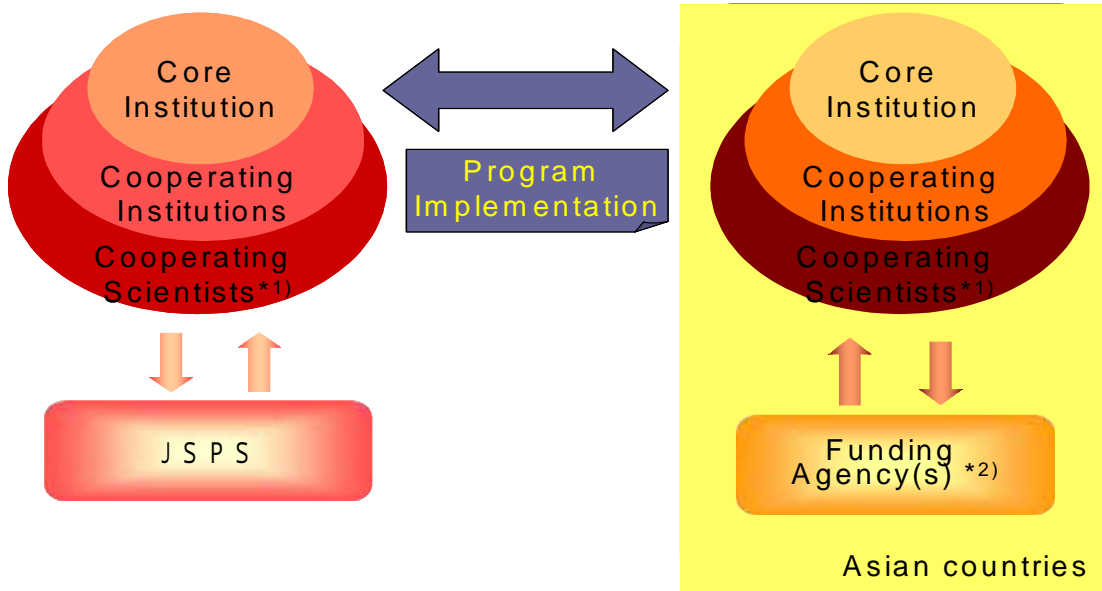 Core
Institution
Cooperating
Institutions
Cooperating
Scientists*1)
JSPS
Program
Implementation
Core
Institution
Cooperating
Institutions
Cooperating
Scientists*1)
Funding
Agency(s) *2)
Asian countries